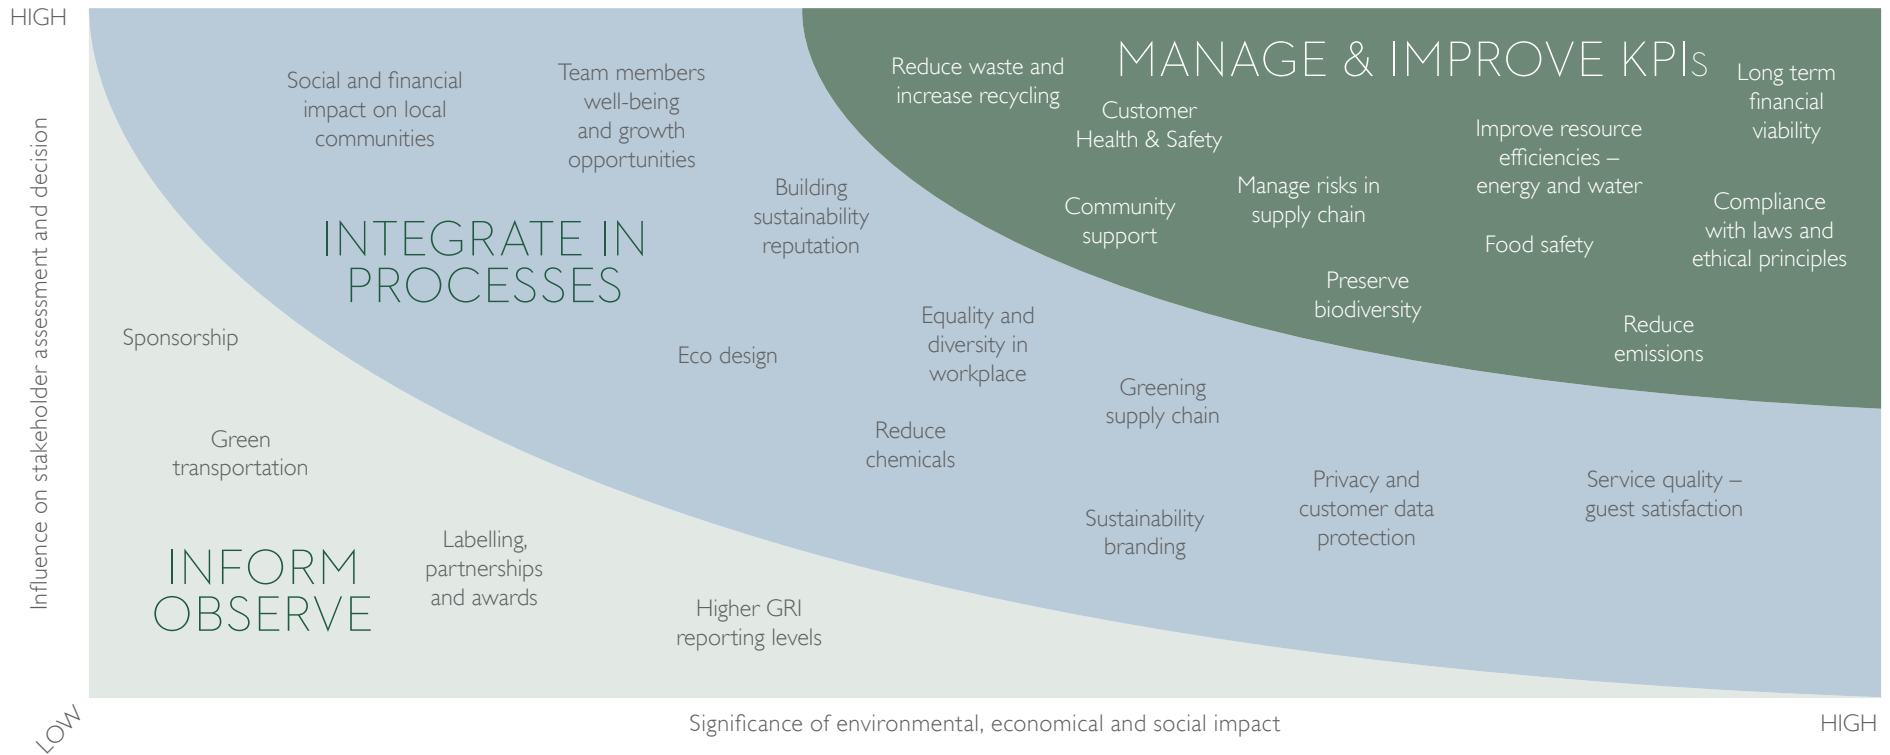 HIGH
Influence on stakeholder assessment and decision
LOW
Significance of environmental, economical and social impact
HIGH
MANAGE & IMPROVE KPIs
Reduce waste and
increase recycling
Customer
Health & Safety
Long term
financial
viability
Improve resource
efficiencies –
energy and water
Manage risks in
supply chain
Community
support
Compliance
with laws and
ethical principles
Food safety
Preserve
biodiversity
Reduce
emissions
INTEGRATE IN
PROCESSES
Social and financial
impact on local
communities
Team members
well-being
and growth
opportunities
Building
sustainability
reputation
Eco design
Equality and
diversity in
workplace
Greening
supply chain
Reduce
chemicals
Sustainability
branding
Privacy and
customer data
protection
Service quality –
guest satisfaction
INFORM
OBSERVE
Sponsorship
Green
transportation
Labelling,
partnerships
and awards
Higher GRI
reporting levels